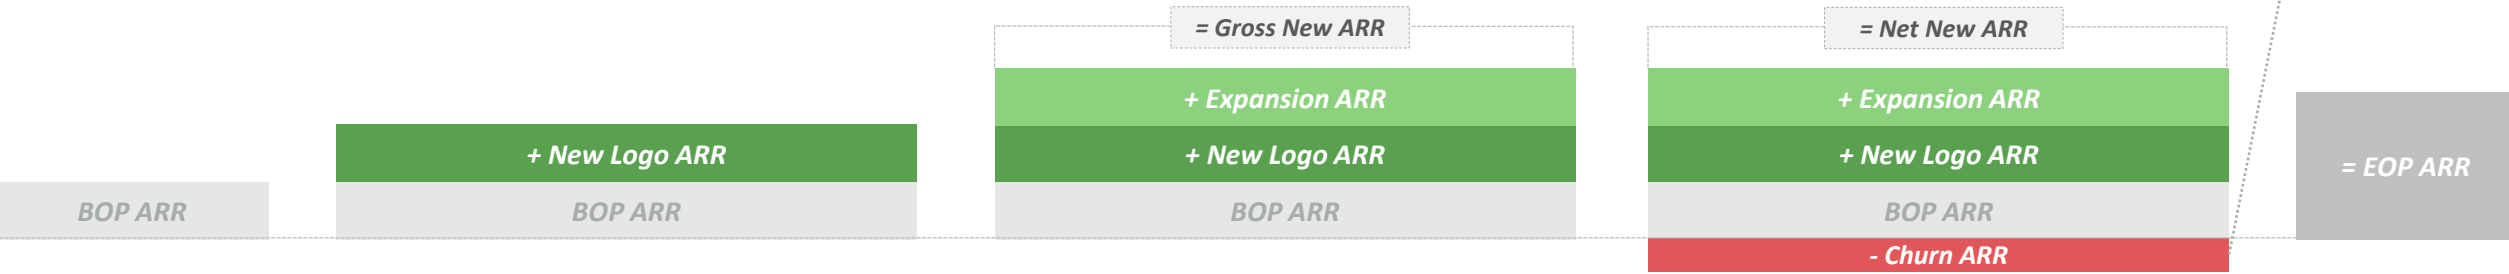 = Gross New ARR
= Net New ARR
+ Expansion ARR
+ Expansion ARR
+ New Logo ARR
+ New Logo ARR
+ New Logo ARR
= EOP ARR
BOP ARR
BOP ARR
BOP ARR
BOP ARR
- Churn ARR